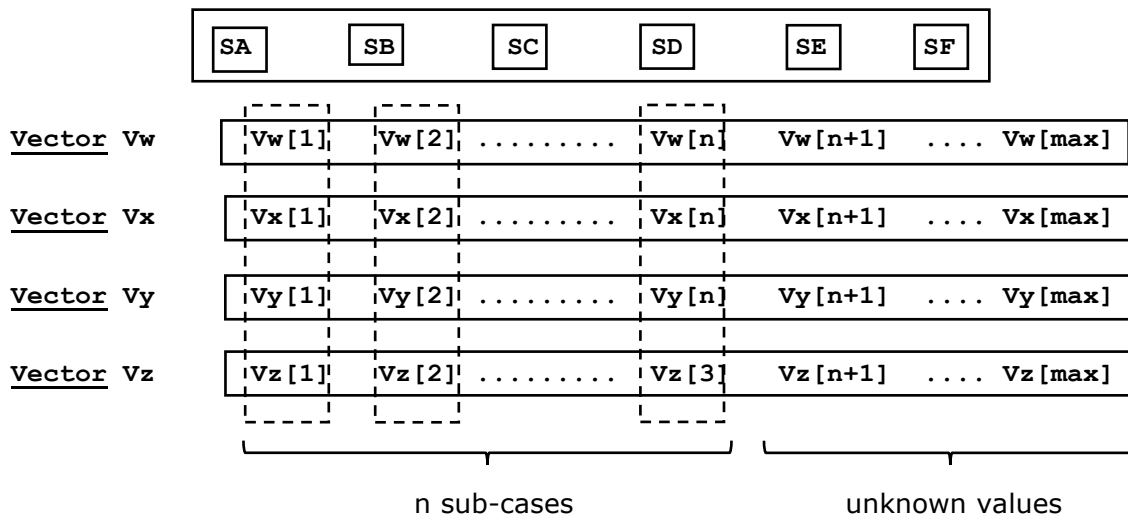 SA SB SC SD SE SF
Vector Vw Vw[1] Vw[2] ......... Vw[n] Vw[n+1] .... Vw[max]
Vector Vx Vx[1] Vx[2] ......... Vx[n] Vx[n+1] .... Vx[max]
Vector Vy Vy[1] Vy[2] ......... Vy[n] Vy[n+1] .... Vy[max]
Vector Vz Vz[1] Vz[2] ......... Vz[3] Vz[n+1] .... Vz[max]
n sub-cases unknown values